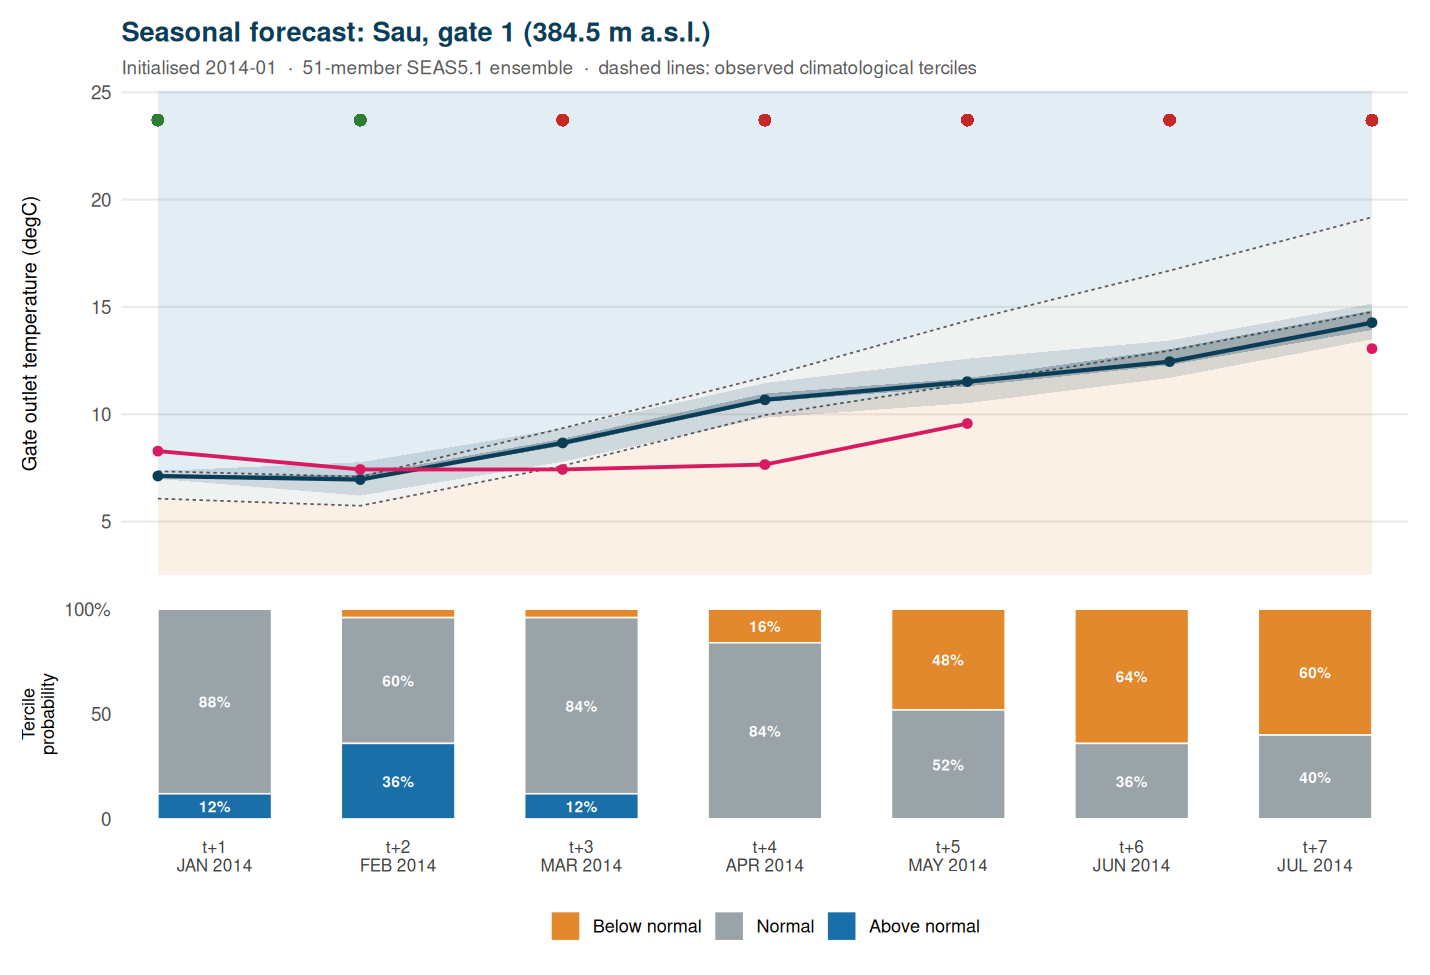 Seasonal forecast: Sau, gate 1 (384.5 m a.s.l.)
Initialised 2014-01 · 51-member SEAS5.1 ensemble · dashed lines: observed climatological terciles
Gate outlet temperature (degC)
25
20
15
10
5
Tercile
probability
100%
50
0
88%
12%
60%
36%
84%
12%
16%
84%
48%
52%
64%
36%
60%
40%
t+1
JAN 2014
t+2
FEB 2014
t+3
MAR 2014
t+4
APR 2014
t+5
MAY 2014
t+6
JUN 2014
t+7
JUL 2014
Below normal
Normal
Above normal